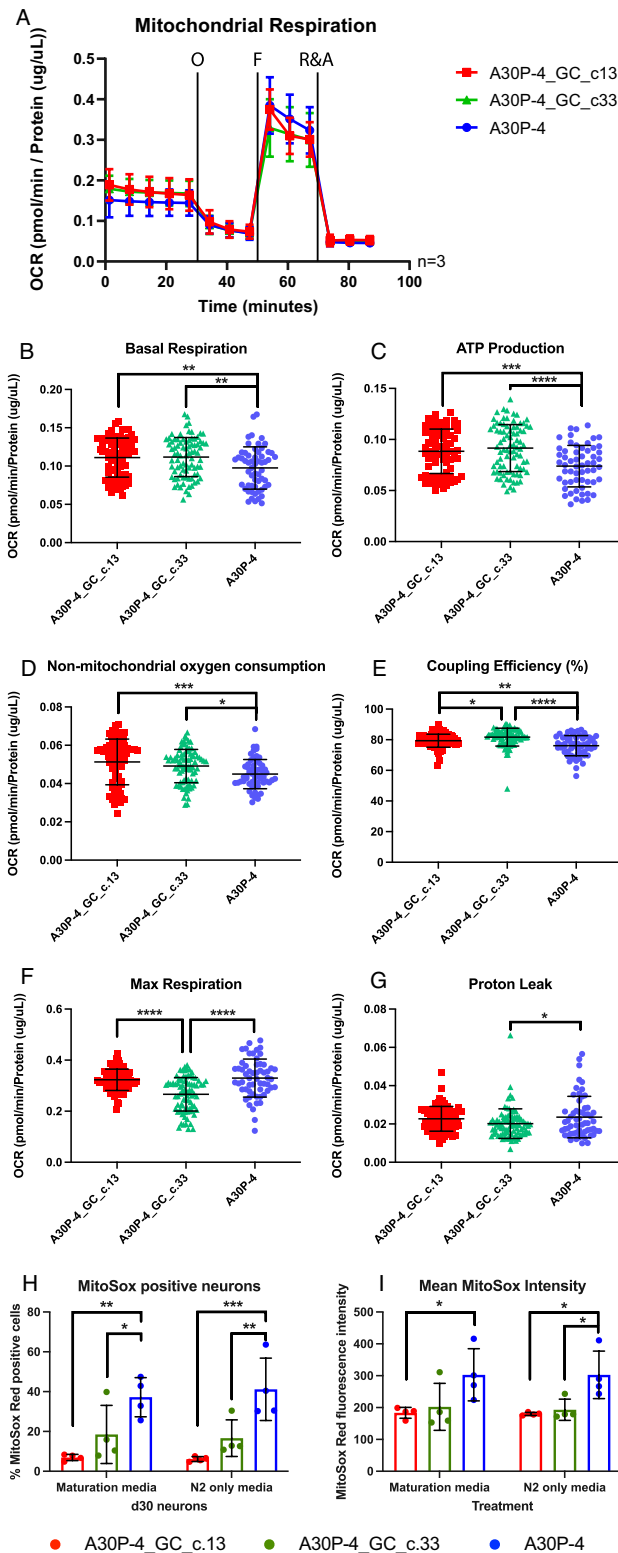 A
Mitochondrial Respiration
O F R&A
OCR (pmol/min / Protein (ug/uL))
0.5
0.4
0.3
0.2
0.1
0.0
0 20 40 60 80 100
n=3
Time (minutes)
A30P-4_GC_c13
A30P-4_GC_c33
A30P-4
B
Basal Respiration
** 
**
OCR (pmol/min/Protein (ug/uL))
0.20
0.15
0.10
0.05
0.00
A30P-4_GC_c.13
A30P-4_GC_c.33
A30P-4
C
ATP Production
***
****
OCR (pmol/min/Protein (ug/uL))
0.15
0.10
0.05
0.00
A30P-4_GC_c.13
A30P-4_GC_c.33
A30P-4
D
Non-mitochondrial oxygen consumption
***
*
OCR (pmol/min/Protein (ug/uL))
0.08
0.06
0.04
0.02
0.00
A30P-4_GC_c.13
A30P-4_GC_c.33
A30P-4
E
Coupling Efficiency (%)
**
* ****
OCR (pmol/min/Protein (ug/uL))
100
80
60
40
20
0
A30P-4_GC_c.13
A30P-4_GC_c.33
A30P-4
F
Max Respiration
**** ****
OCR (pmol/min/Protein (ug/uL))
0.6
0.4
0.2
0.0
A30P-4_GC_c.13
A30P-4_GC_c.33
A30P-4
G
Proton Leak
*
OCR (pmol/min/Protein (ug/uL))
0.08
0.06
0.04
0.02
0.00
A30P-4_GC_c.13
A30P-4_GC_c.33
A30P-4
H
MitoSox positive neurons
** ***
* **
% MitoSox Red positive cells
80
60
40
20
0
Maturation media N2 only media
d30 neurons
I
Mean MitoSox Intensity
* *
*
MitoSox Red fluorescence intensity
500
400
300
200
100
0
Maturation media N2 only media
Treatment
A30P-4_GC_c.13 A30P-4_GC_c.33 A30P-4